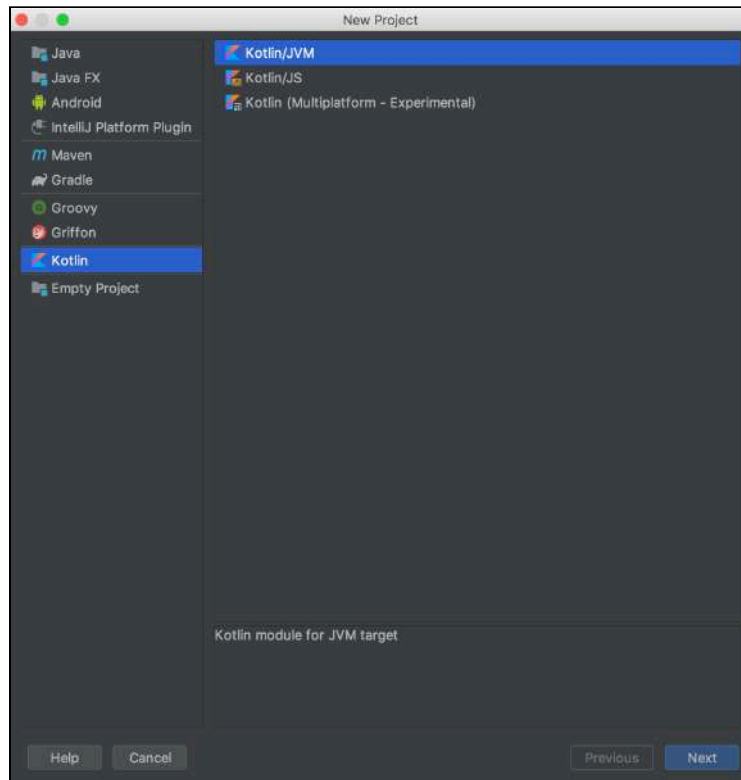 New Project
Java
Java FX
Android
IntelliJ Platform Plugin
Maven
Gradle
Groovy
Griffon
Kotlin
Empty Project
Kotlin/JVM
Kotlin/JS
Kotlin (Multiplatform - Experimental)
Kotlin module for JVM target
Help
Cancel
Previous
Next